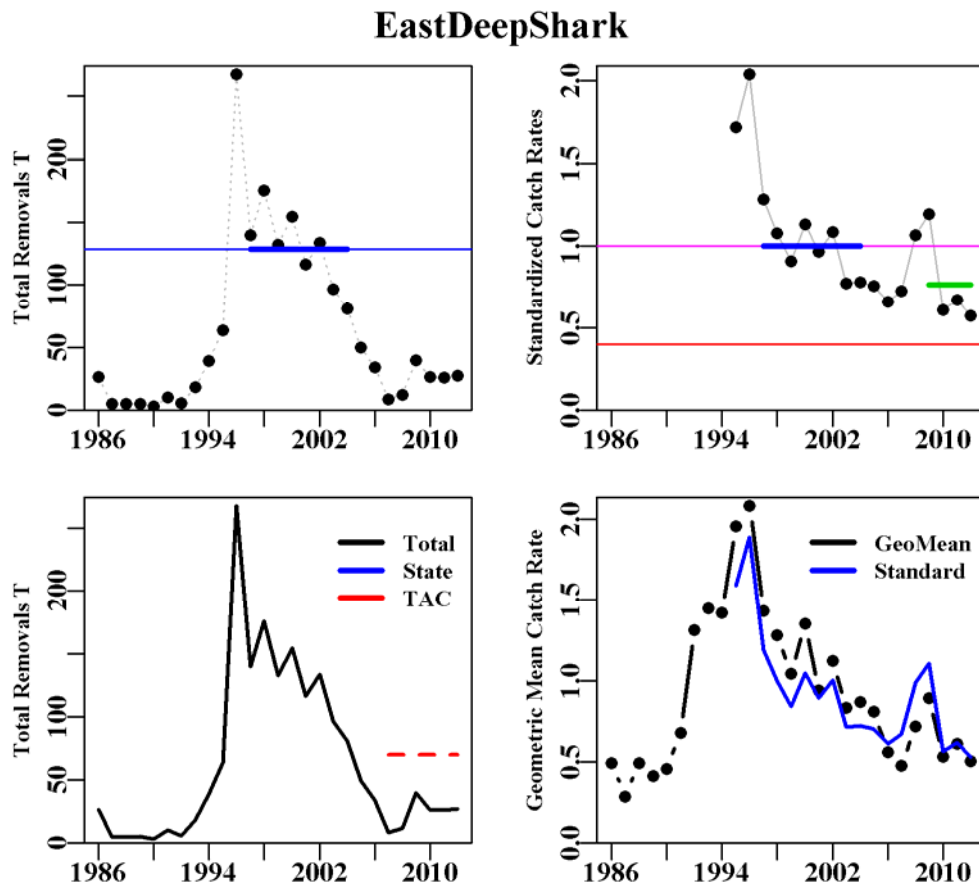 EastDeepShark
Total Removals T
0 50 100 200
1986 1994 2002 2010
Standardized Catch Rates
0.0 0.5 1.0 1.5 2.0
1986 1994 2002 2010
Total Removals T
0 50 100 200
1986 1994 2002 2010
Total
State
TAC
Geometric Mean Catch Rate
0.0 0.5 1.0 1.5 2.0
1986 1994 2002 2010
GeoMean
Standard